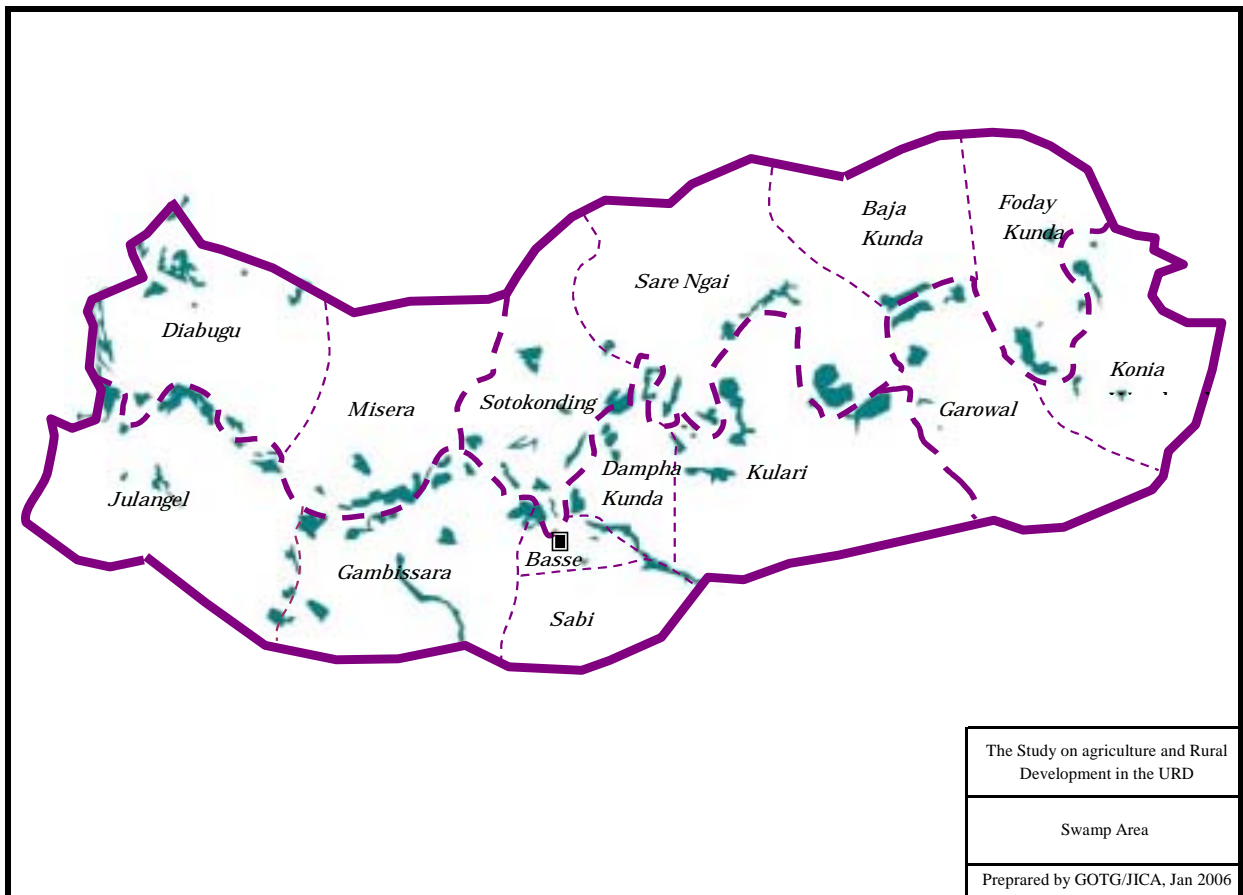 Baja
Kunda
Foday
Kunda
Sare Ngai
Diabugu
Konia
Misera
Sotokonding
Garowal
Dampha
Kunda
Kulari
Julangel
Gambissara
Basse
Sabi
The Study on agriculture and Rural
Development in the URD
Swamp Area
Preprared by GOTG/JICA, Jan 2006